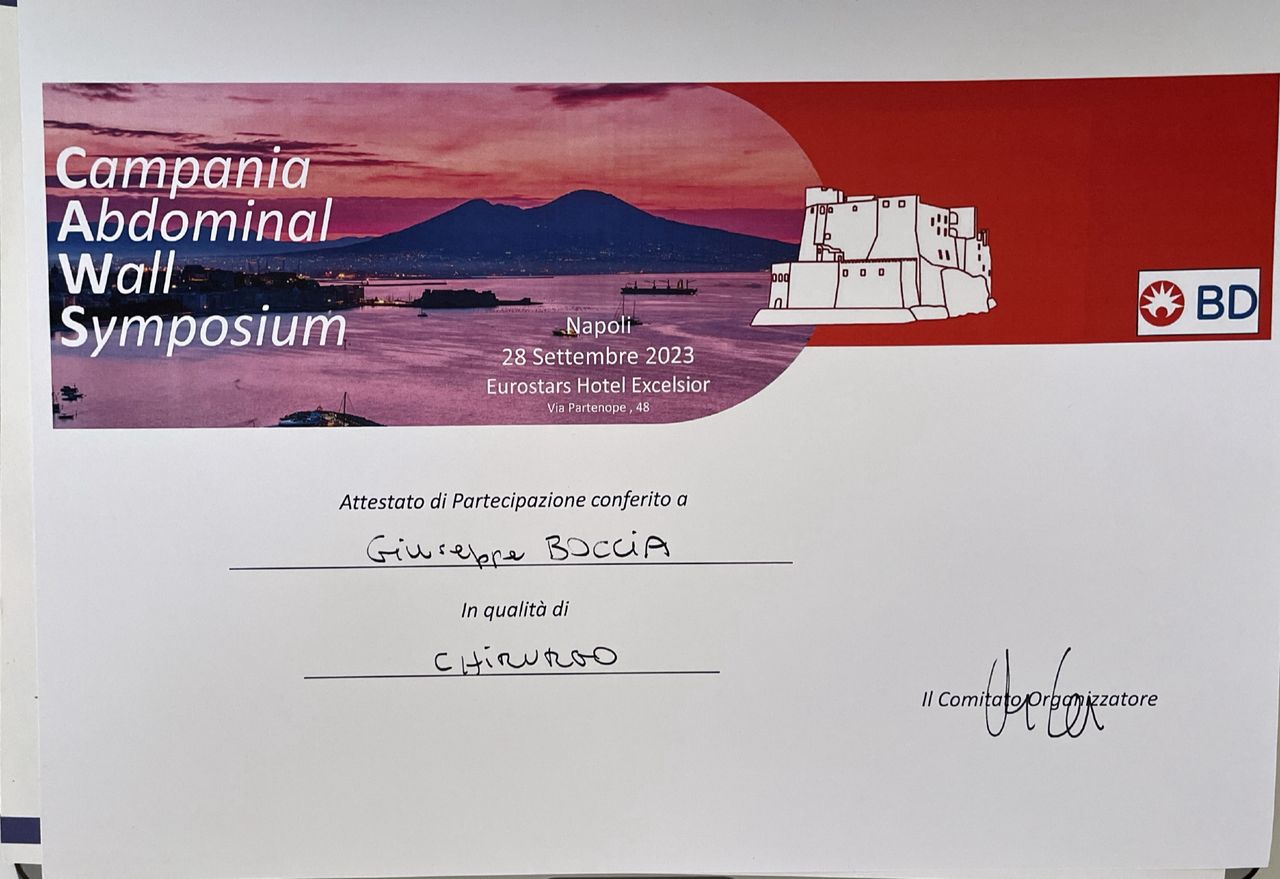 Campania
Abdominal
Wall
Symposium
Napoli
28 Settembre 2023
Eurostars Hotel Excelsior
Via Partenope , 48
BD
Attestato di Partecipazione conferito a
Giuseppe BOCCIA
In qualità di
CHiRURGO
Il Comitato Organizzatore